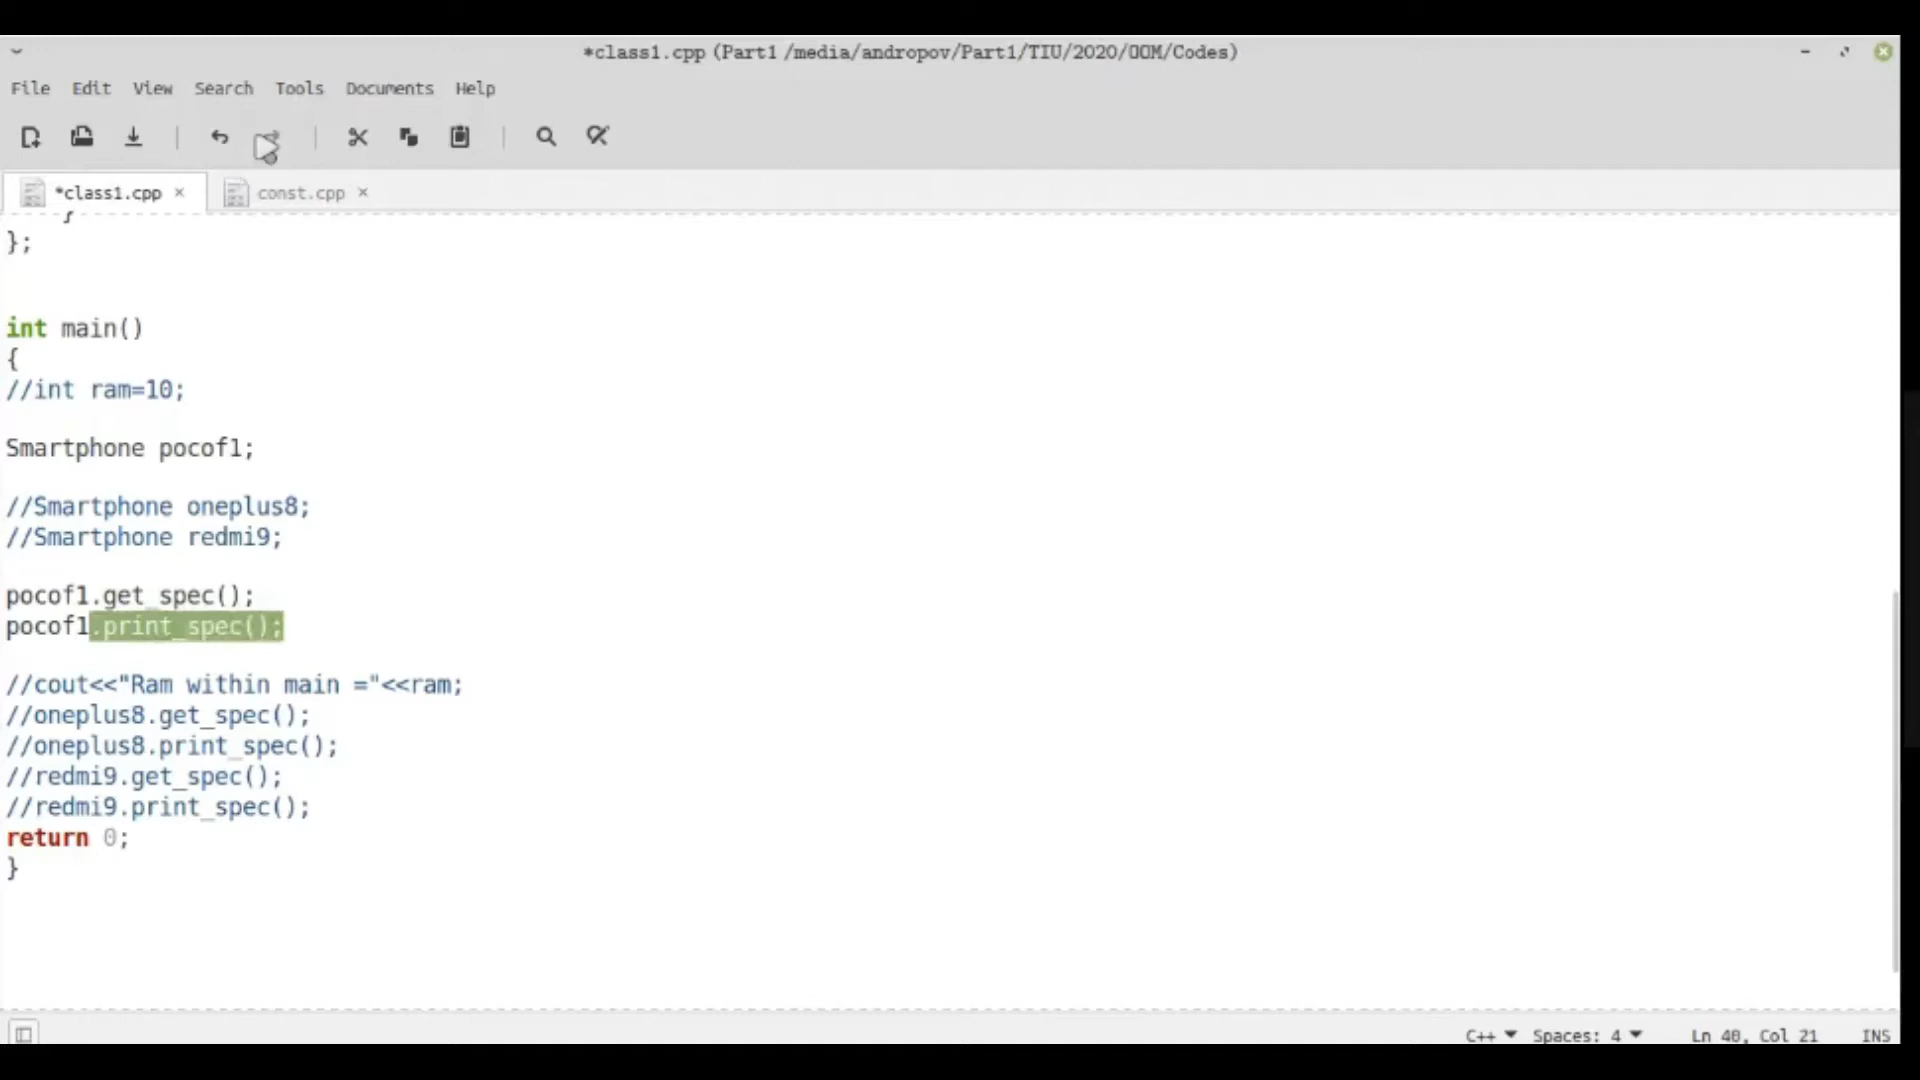 *class1.cpp (Part1 /media/andropov/Part1/TIU/2020/OOM/Codes)
File Edit View Search Tools Documents Help
*class1.cpp × const.cpp ×
}
};
int main()
{
//int ram=10;
Smartphone pocof1;
//Smartphone oneplus8;
//Smartphone redmi9;
pocof1.get_spec();
pocof1.print_spec();
//cout<<"Ram within main ="<<ram;
//oneplus8.get_spec();
//oneplus8.print_spec();
//redmi9.get_spec();
//redmi9.print_spec();
return 0;
}
C++ Spaces: 4 Ln 40, Col 21 INS